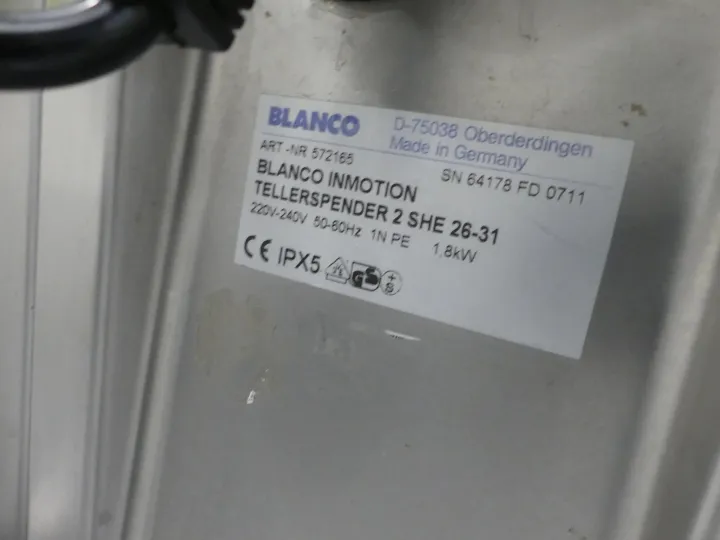 BLANCO
D-75038 Oberderdingen
Made in Germany
ART-NR 572165
SN 64178 FD 0711
BLANCO INMOTION
TELLERSPENDER 2 SHE 26-31
220V-240V 50-60Hz 1N PE 1,8kW
CE IPX5 GS +S